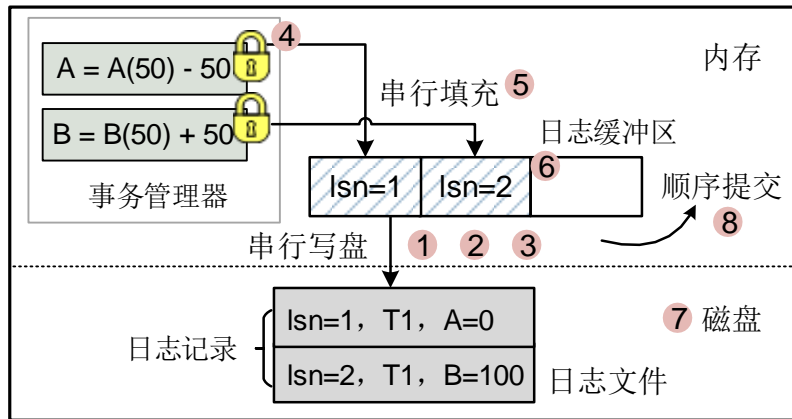 A = A(50) - 50
④
B = B(50) + 50
事务管理器
内存
串行填充
⑤
日志缓冲区
lsn=1
lsn=2
⑥
顺序提交
⑧
串行写盘
①
②
③
lsn=1，T1，A=0
lsn=2，T1，B=100
日志记录
日志文件
⑦ 磁盘